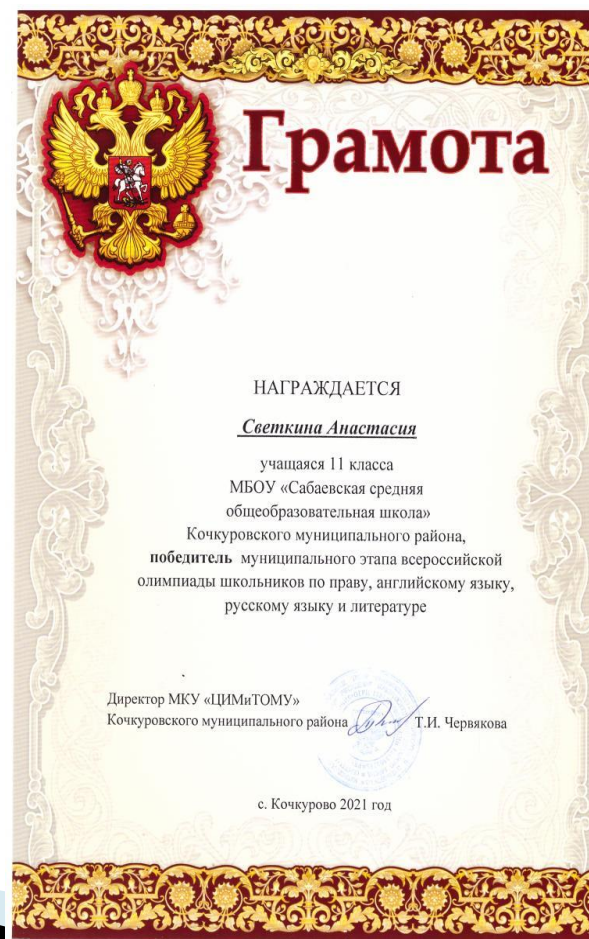 Грамота
НАГРАЖДАЕТСЯ
Светкина Анастасия
учащаяся 11 класса
МБОУ «Сабаевская средняя
общеобразовательная школа»
Кочкуровского муниципального района,
победитель муниципального этапа всероссийской
олимпиады школьников по праву, английскому языку,
русскому языку и литературе
Директор МКУ «ЦИМиТОМУ»
Кочкуровского муниципального района Т.И. Червякова
с. Кочкурово 2021 год